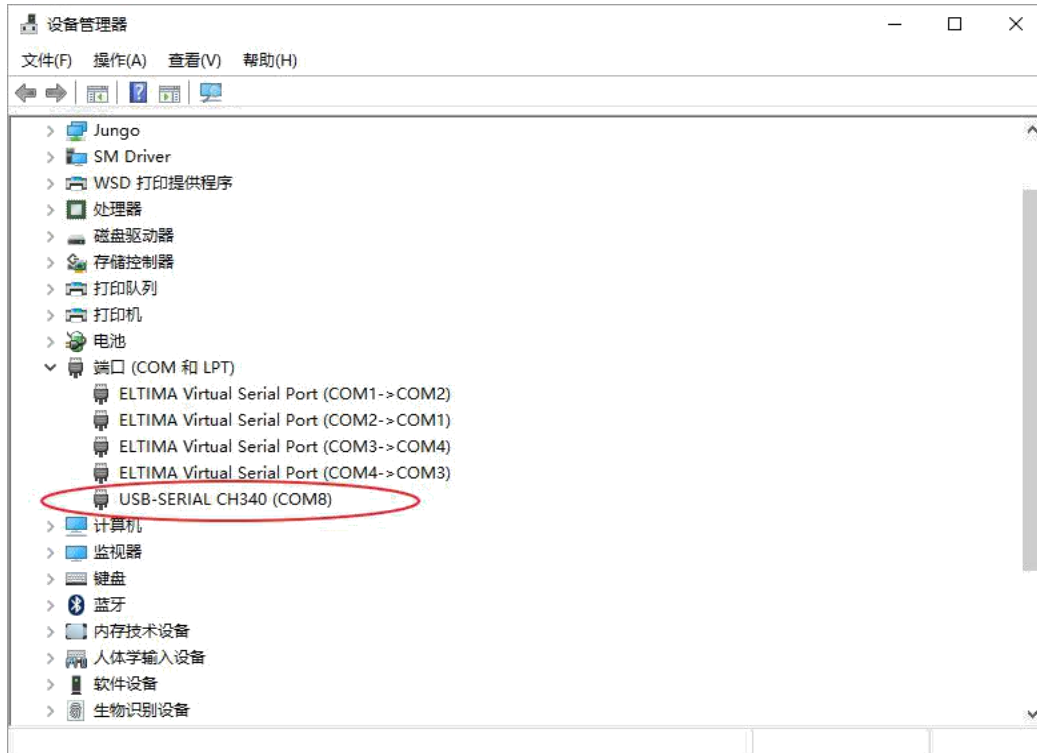 设备管理器
文件(F) 操作(A) 查看(V) 帮助(H)
Jungo
SM Driver
WSD 打印提供程序
处理器
磁盘驱动器
存储控制器
打印队列
打印机
电池
端口 (COM 和 LPT)
ELTIMA Virtual Serial Port (COM1->COM2)
ELTIMA Virtual Serial Port (COM2->COM1)
ELTIMA Virtual Serial Port (COM3->COM4)
ELTIMA Virtual Serial Port (COM4->COM3)
USB-SERIAL CH340 (COM8)
计算机
监视器
键盘
蓝牙
内存技术设备
人体学输入设备
软件设备
生物识别设备